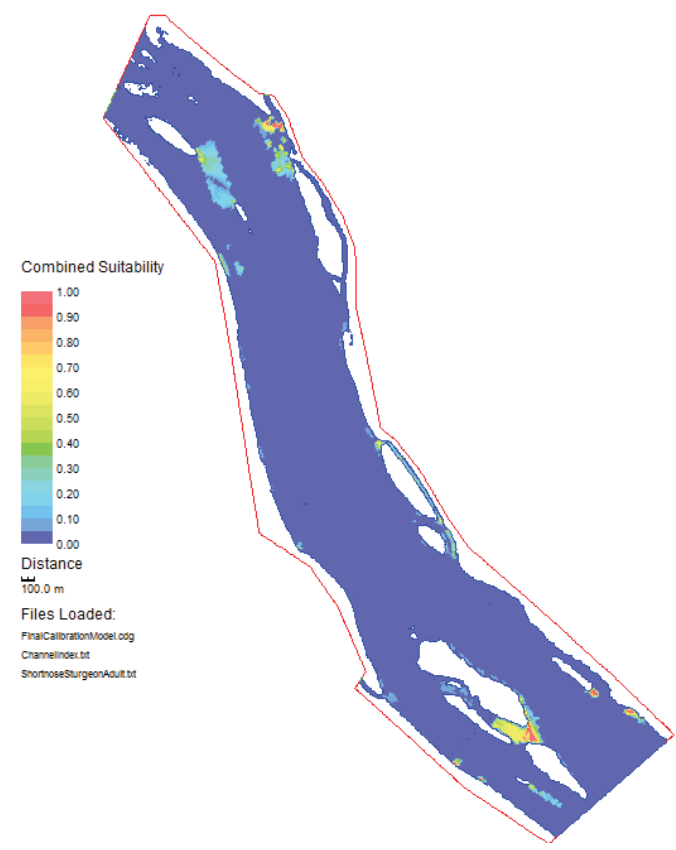 Combined Suitability
1.00
0.90
0.80
0.70
0.60
0.50
0.40
0.30
0.20
0.10
0.00
Distance
100.0 m
Files Loaded:
FinalCalibrationModel.cdg
ChannelIndex.txt
ShortnoseSturgeonAdult.txt